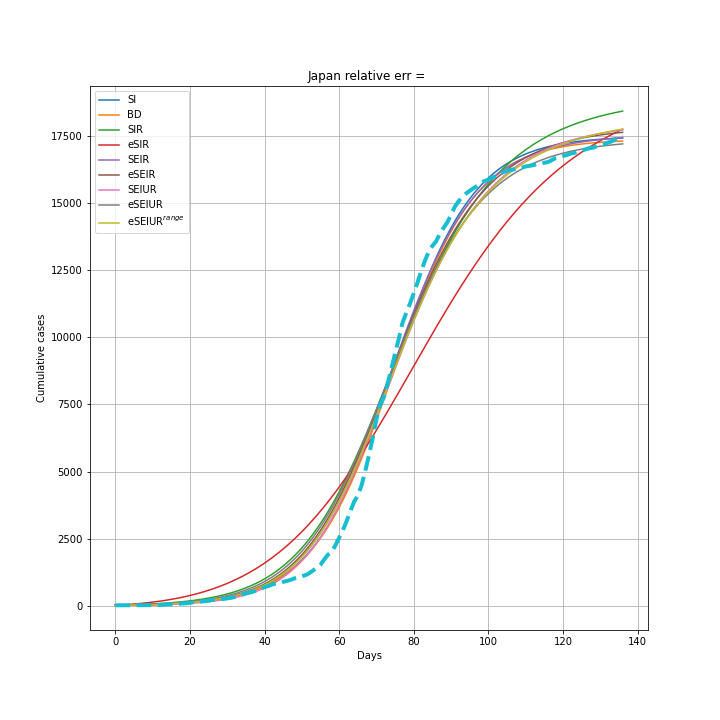 Japan relative err =
SI
BD
SIR
eSIR
SEIR
eSEIR
SEIUR
eSEIUR
eSEIUR^range
17500
15000
12500
10000
7500
5000
2500
0
Cumulative cases
0 20 40 60 80 100 120 140
Days